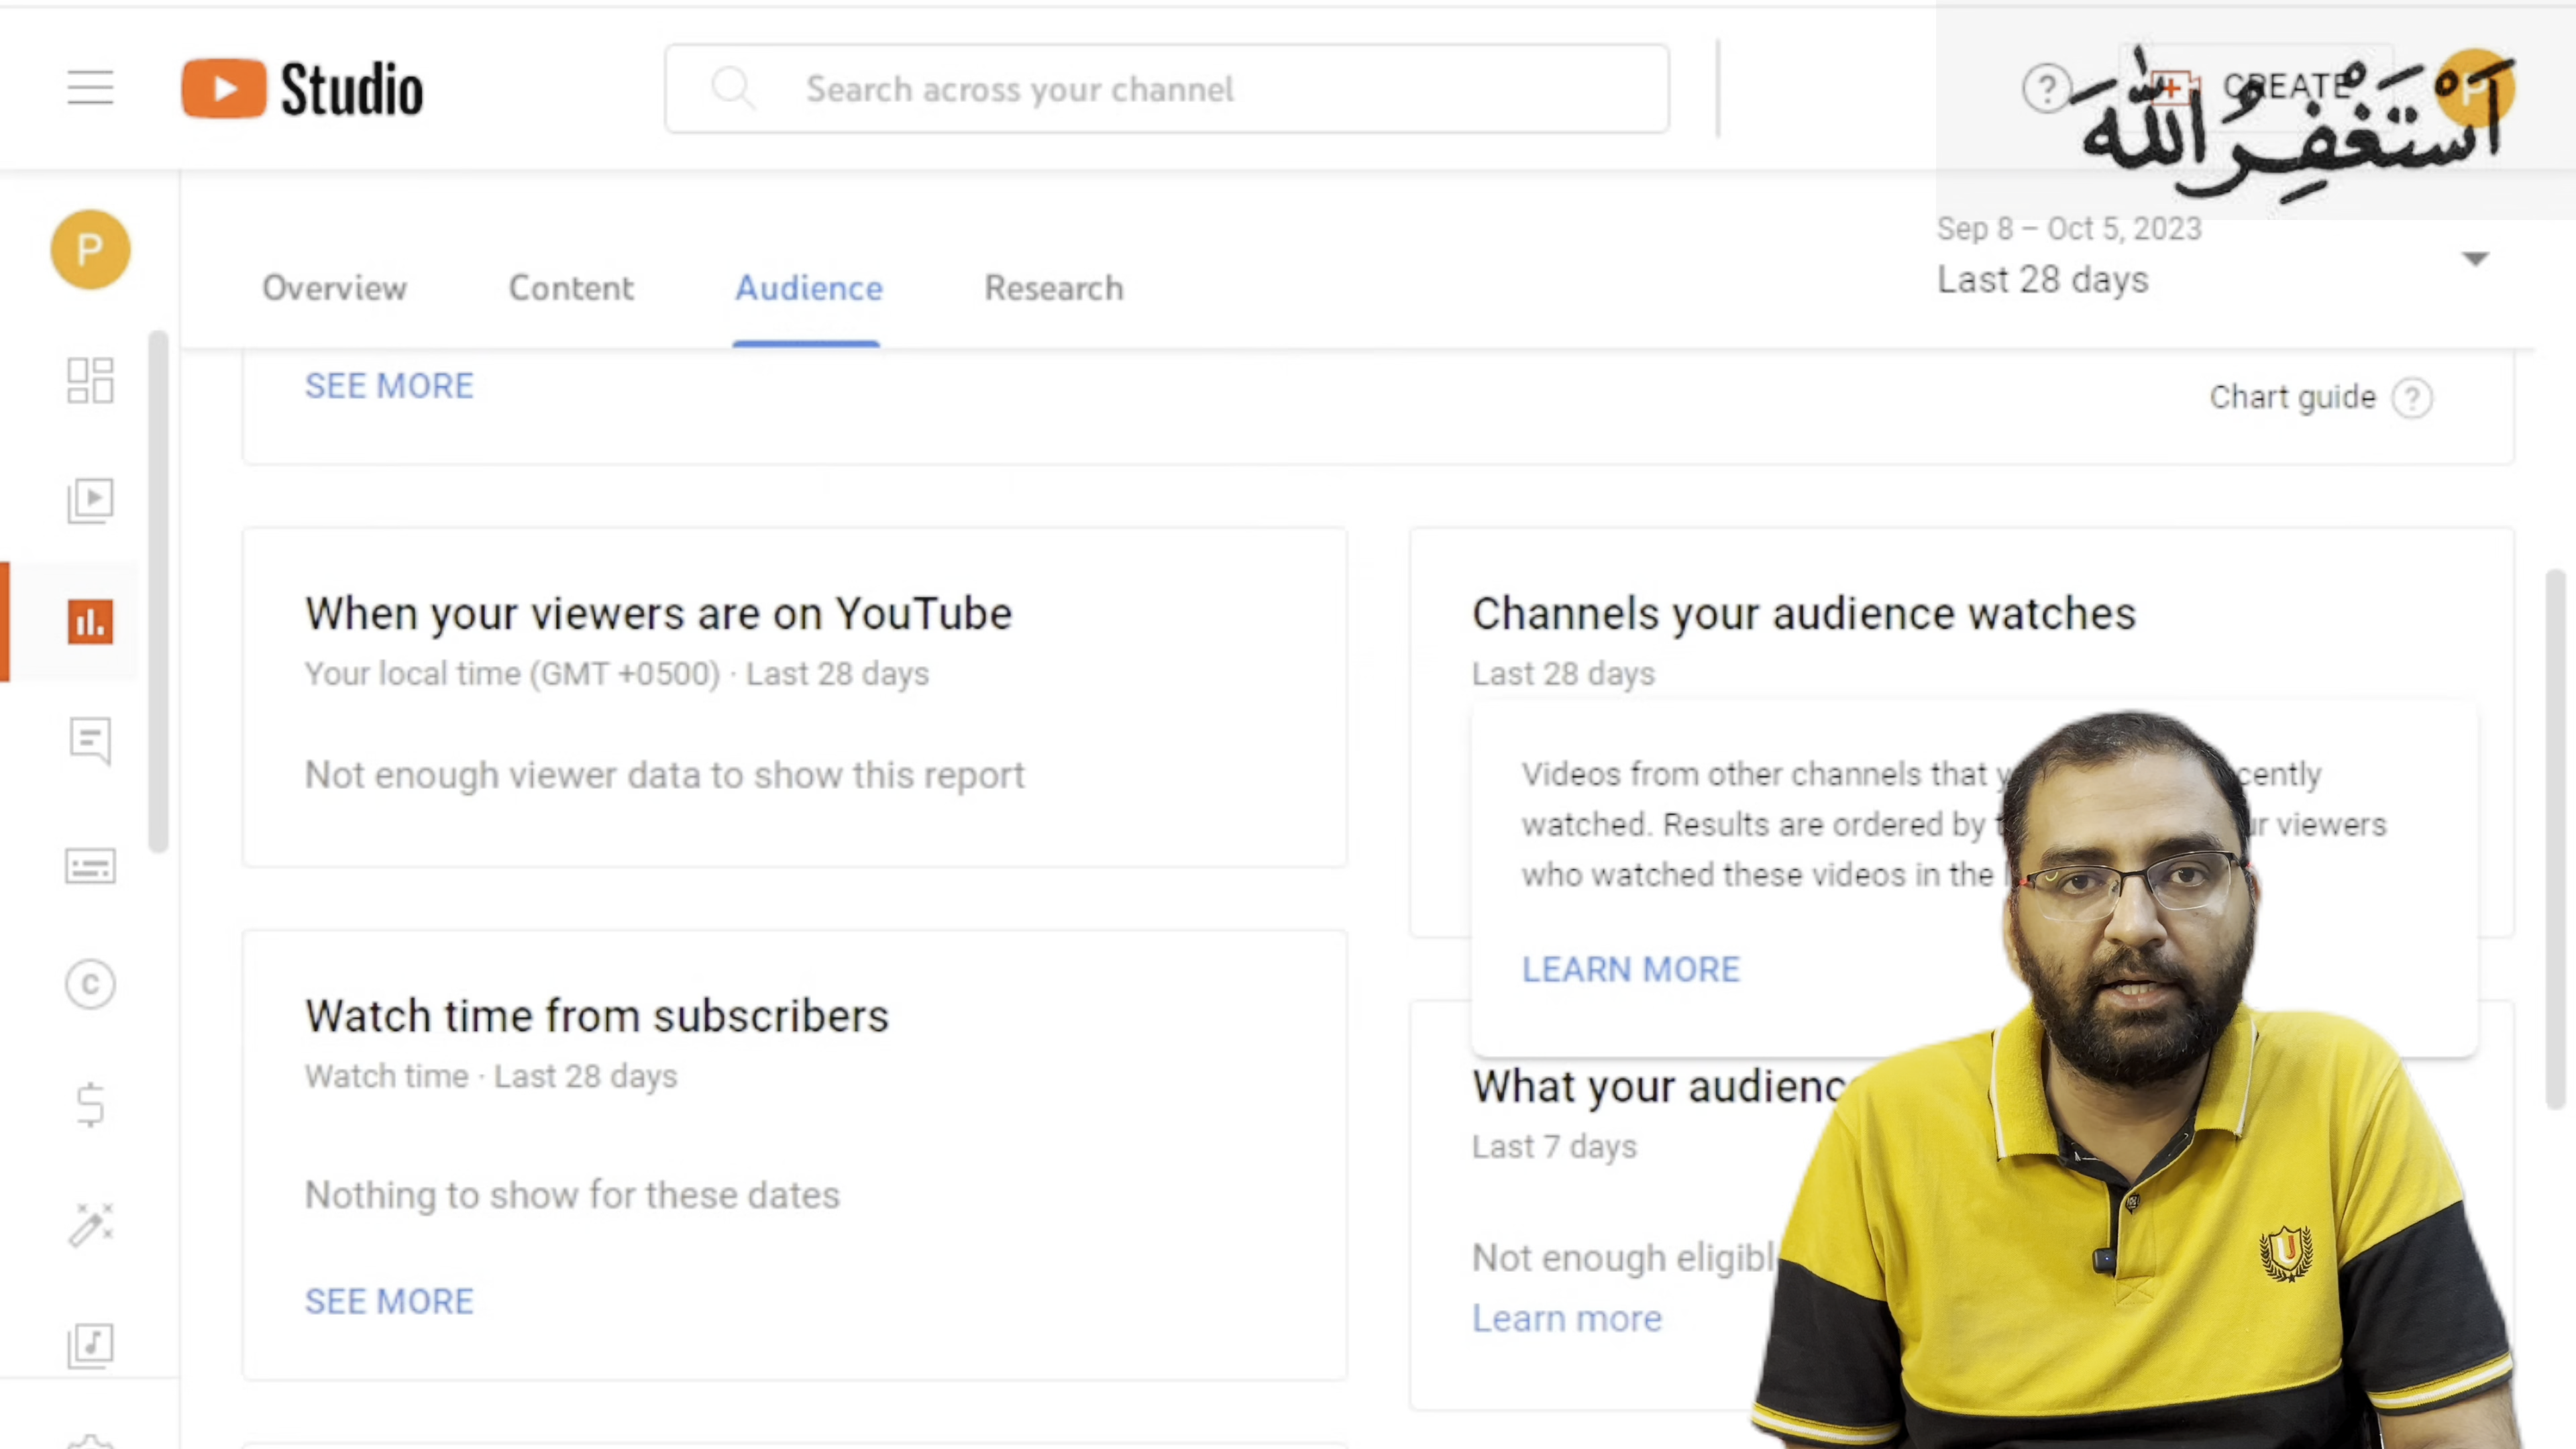 Studio
Search across your channel
CREATE
P
أَسْتَغْفِرُ اللّٰهَ
P
Sep 8 – Oct 5, 2023
Last 28 days
Overview
Content
Audience
Research
SEE MORE
Chart guide
When your viewers are on YouTube
Your local time (GMT +0500) · Last 28 days
Not enough viewer data to show this report
Channels your audience watches
Last 28 days
Videos from other channels that cently
watched. Results are ordered by viewers
who watched these videos in the
LEARN MORE
Watch time from subscribers
Watch time · Last 28 days
Nothing to show for these dates
SEE MORE
What your
Last 7 days
Not enough
Learn more
U